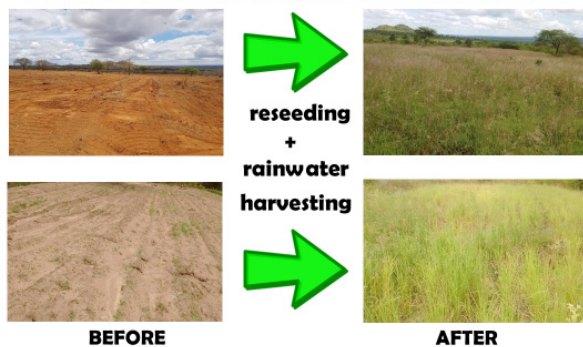 reseeding
+
rainwater
harvesting
BEFORE
AFTER